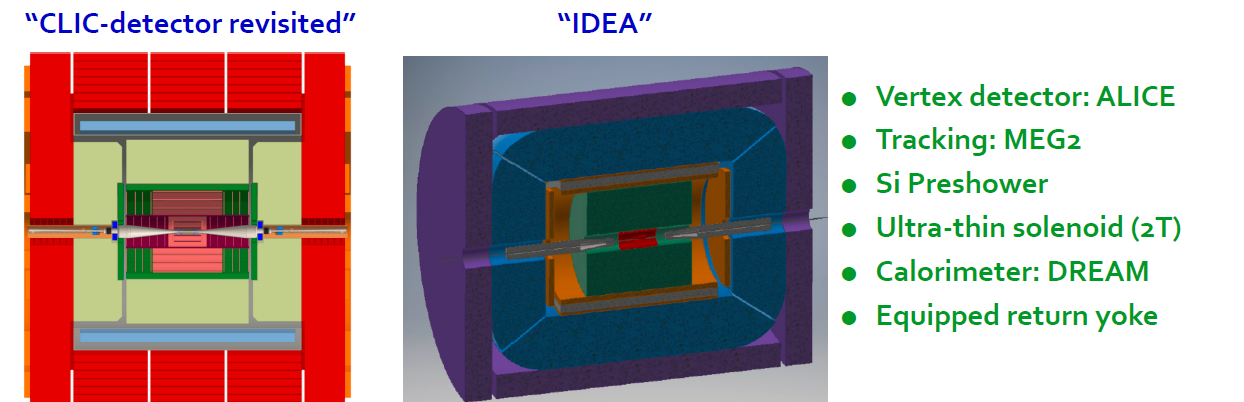 “CLIC-detector revisited”
“IDEA”
● Vertex detector: ALICE
● Tracking: MEG2
● Si Preshower
● Ultra-thin solenoid (2T)
● Calorimeter: DREAM
● Equipped return yoke